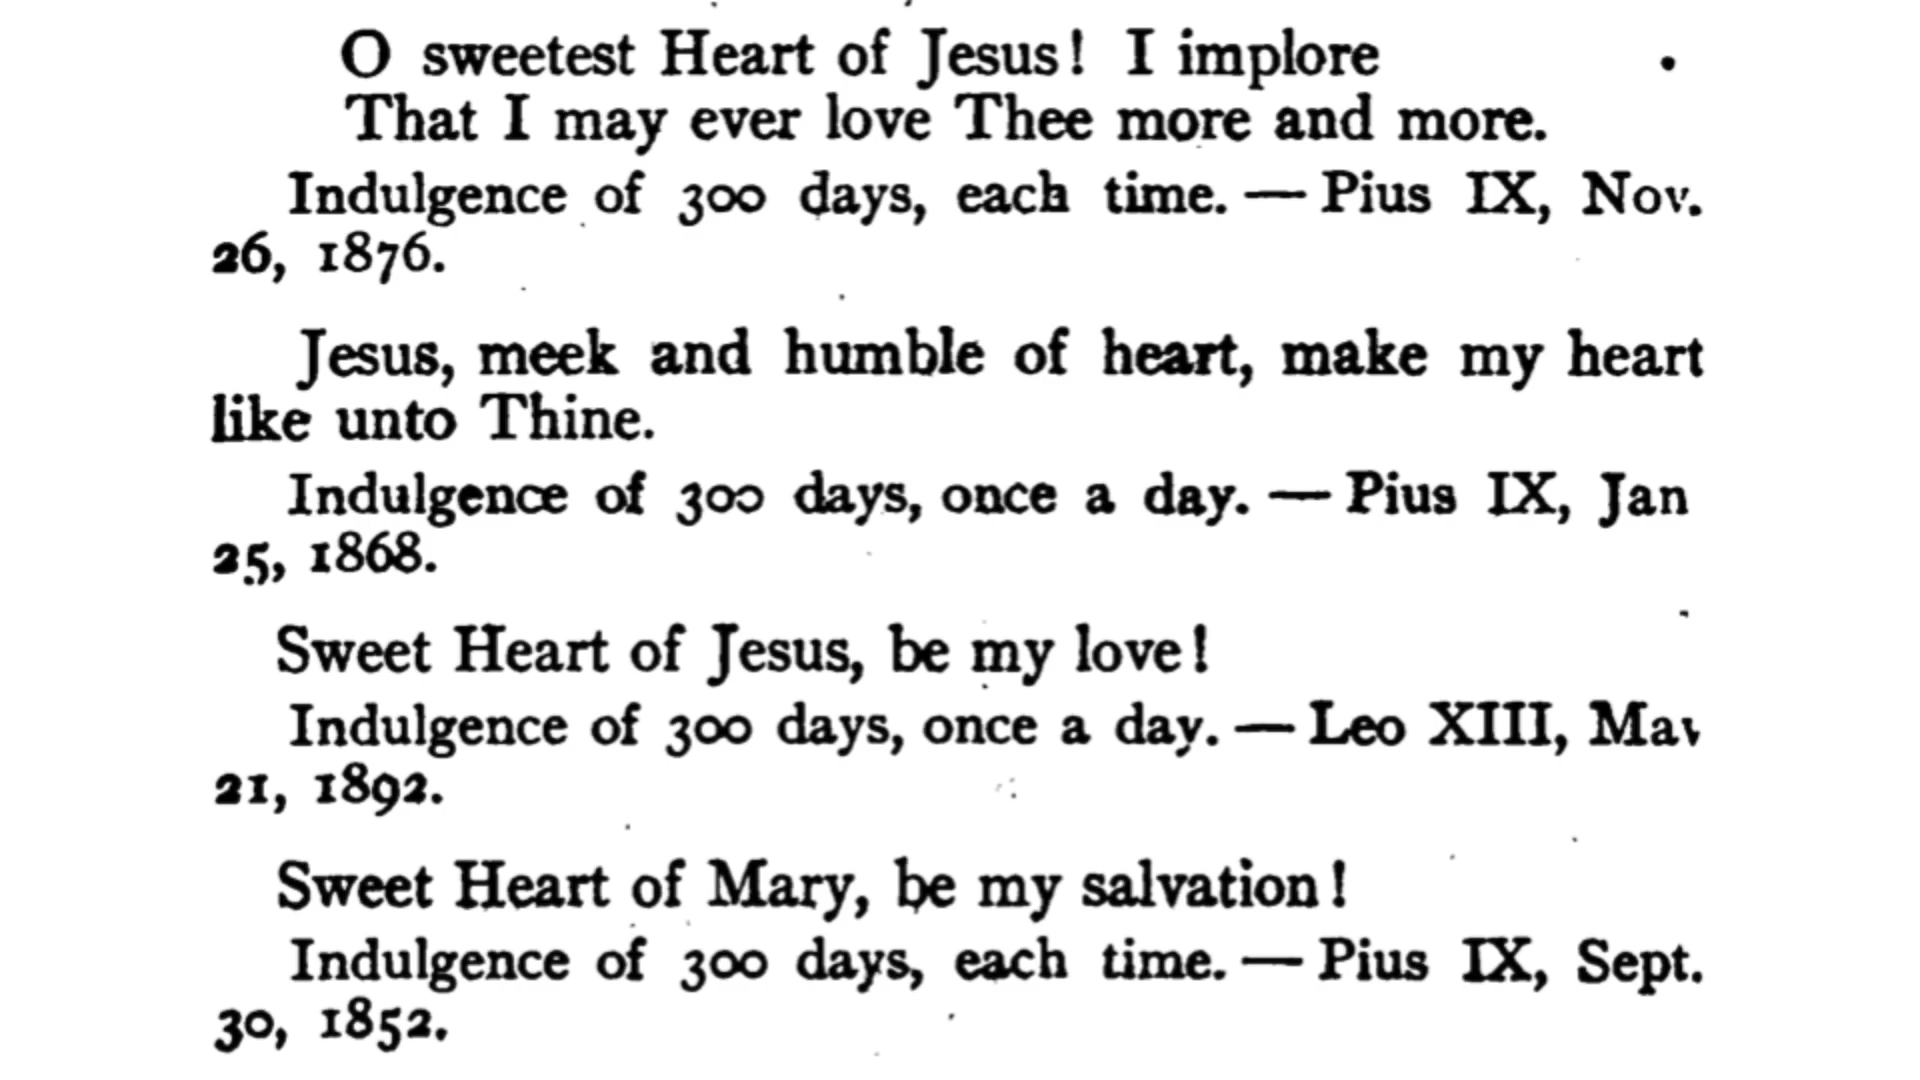 O sweetest Heart of Jesus! I implore
That I may ever love Thee more and more.
Indulgence of 300 days, each time. — Pius IX, Nov.
26, 1876.
Jesus, meek and humble of heart, make my heart
like unto Thine.
Indulgence of 300 days, once a day. — Pius IX, Jan
25, 1868.
Sweet Heart of Jesus, be my love!
Indulgence of 300 days, once a day. — Leo XIII, May
21, 1892.
Sweet Heart of Mary, be my salvation!
Indulgence of 300 days, each time. — Pius IX, Sept.
30, 1852.